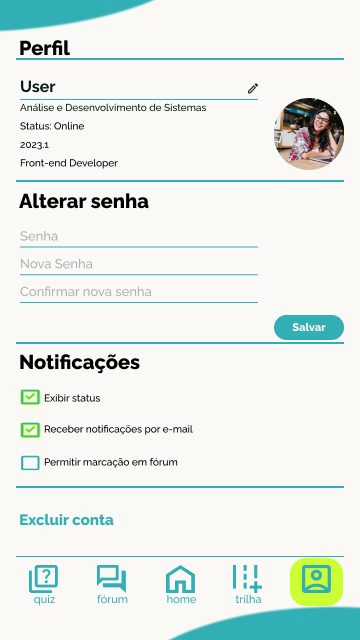 Perfil
User
Análise e Desenvolvimento de Sistemas
Status: Online
2023.1
Front-end Developer
Alterar senha
Senha
Nova Senha
Confirmar nova senha
Salvar
Notificações
Exibir status
Receber notificações por e-mail
Permitir marcação em fórum
Excluir conta
quiz fórum home trilha